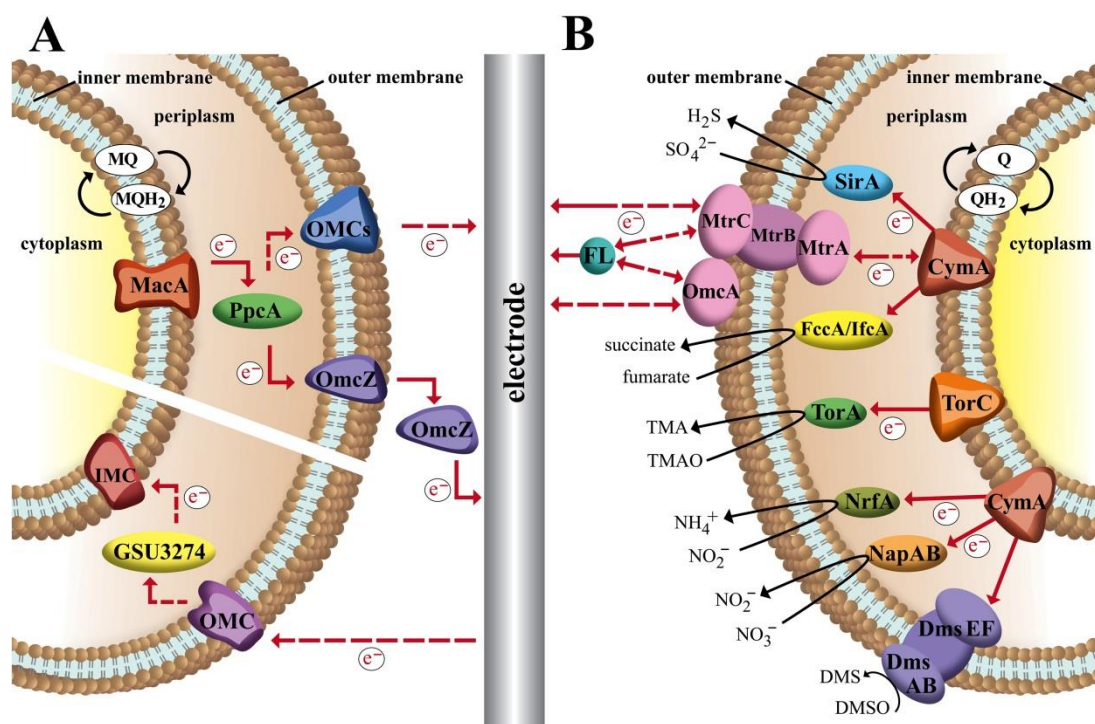 A
inner membrane
outer membrane
periplasm
MQ
MQH₂
cytoplasm
MacA
e⁻
PpcA
e⁻
OMCs
e⁻
e⁻
OmcZ
OmcZ
e⁻
IMC
e⁻
GSU3274
OMC
e⁻
electrode
B
outer membrane
inner membrane
periplasm
H₂S
SO₄²⁻
SirA
Q
QH₂
cytoplasm
e⁻
MtrC
MtrB
MtrA
e⁻
e⁻
CymA
FL
OmcA
FccA/IfcA
succinate
fumarate
TorC
TorA
e⁻
TMA
TMAO
NrfA
e⁻
CymA
NH₄⁺
NO₂⁻
NapAB
e⁻
NO₂⁻
NO₃⁻
Dms EF
Dms
AB
DMS
DMSO